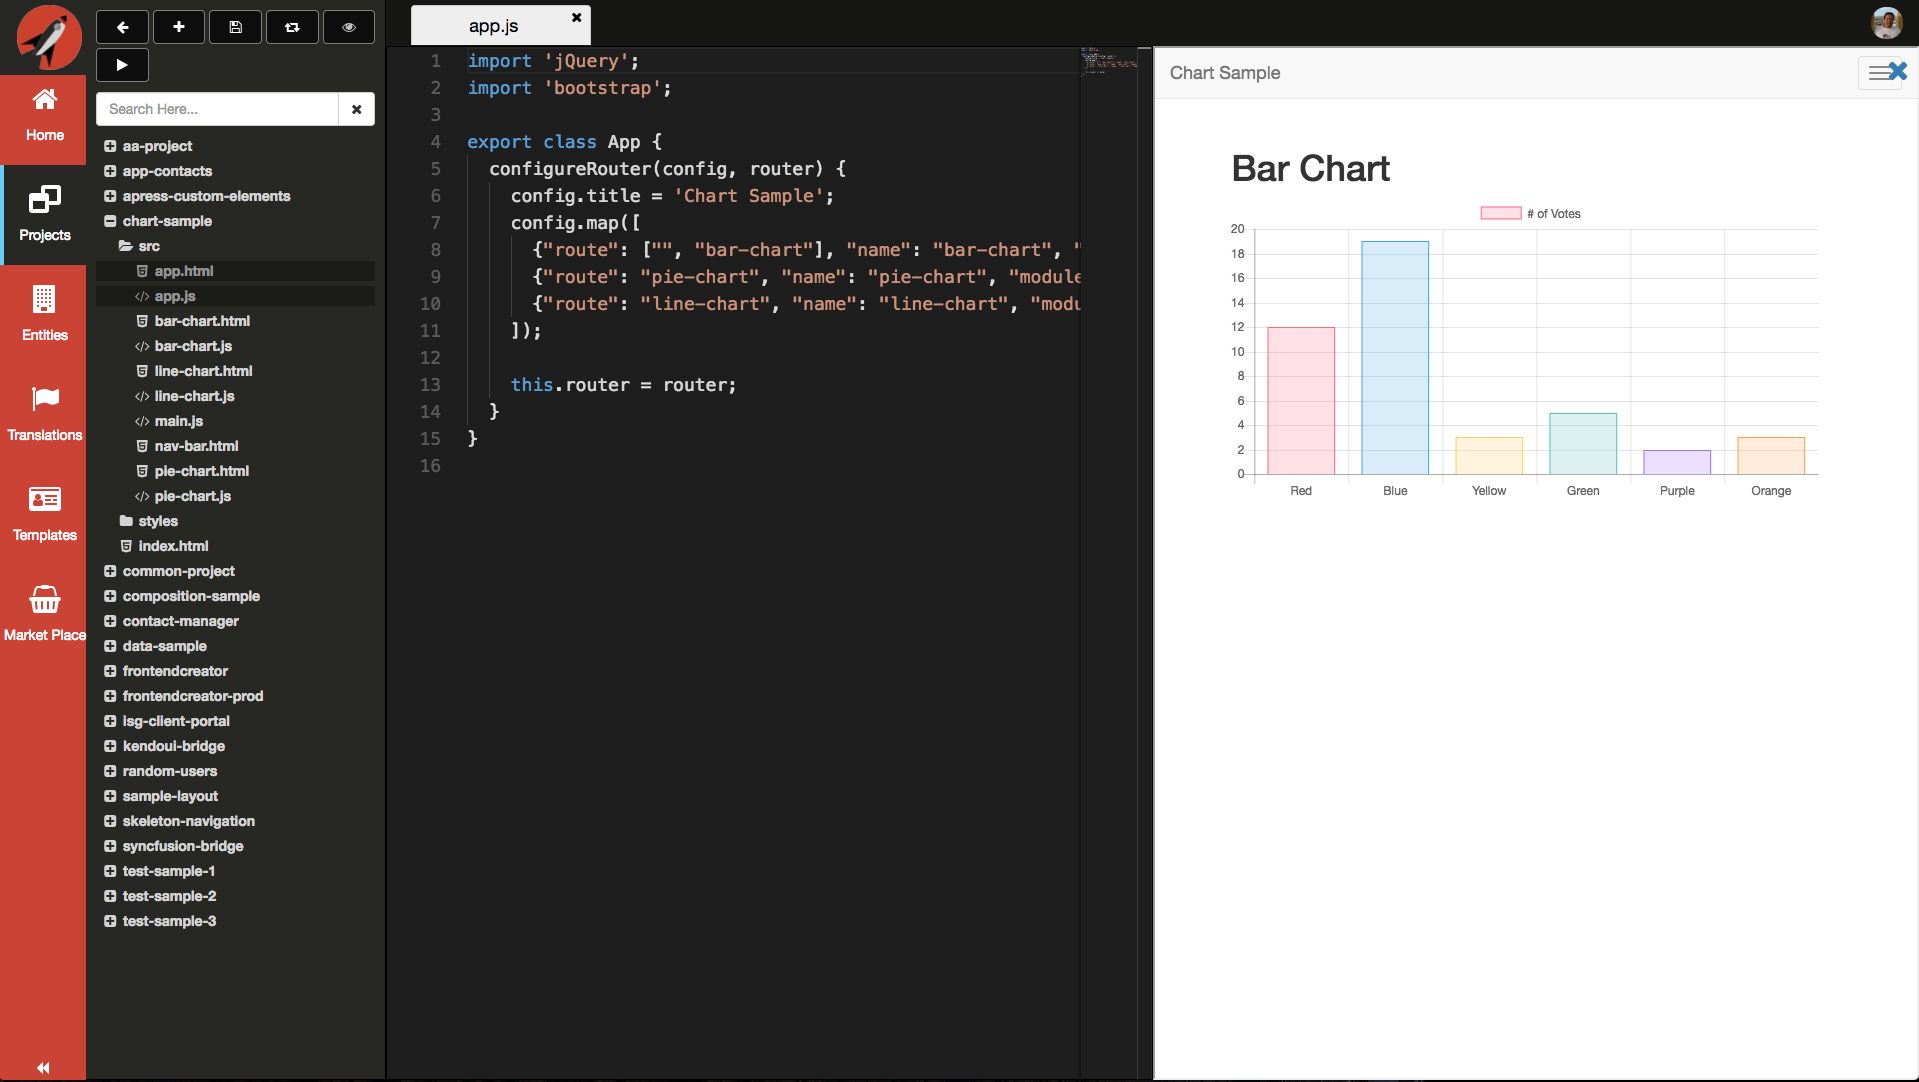 Home
Projects
Entities
Translations
Templates
Market Place
Search Here...
aa-project
app-contacts
apress-custom-elements
chart-sample
src
app.html
app.js
bar-chart.html
bar-chart.js
line-chart.html
line-chart.js
main.js
nav-bar.html
pie-chart.html
pie-chart.js
styles
index.html
common-project
composition-sample
contact-manager
data-sample
frontendcreator
frontendcreator-prod
isg-client-portal
kendoui-bridge
random-users
sample-layout
skeleton-navigation
syncfusion-bridge
test-sample-1
test-sample-2
test-sample-3
app.js
1 import 'jQuery';
2 import 'bootstrap';
3
4 export class App {
5 configureRouter(config, router) {
6 config.title = 'Chart Sample';
7 config.map([
8 {"route": ["", "bar-chart"], "name": "bar-chart", "
9 {"route": "pie-chart", "name": "pie-chart", "module
10 {"route": "line-chart", "name": "line-chart", "modu
11 ]);
12
13 this.router = router;
14 }
15 }
16
Chart Sample
Bar Chart
# of Votes
20
18
16
14
12
10
8
6
4
2
0
Red Blue Yellow Green Purple Orange